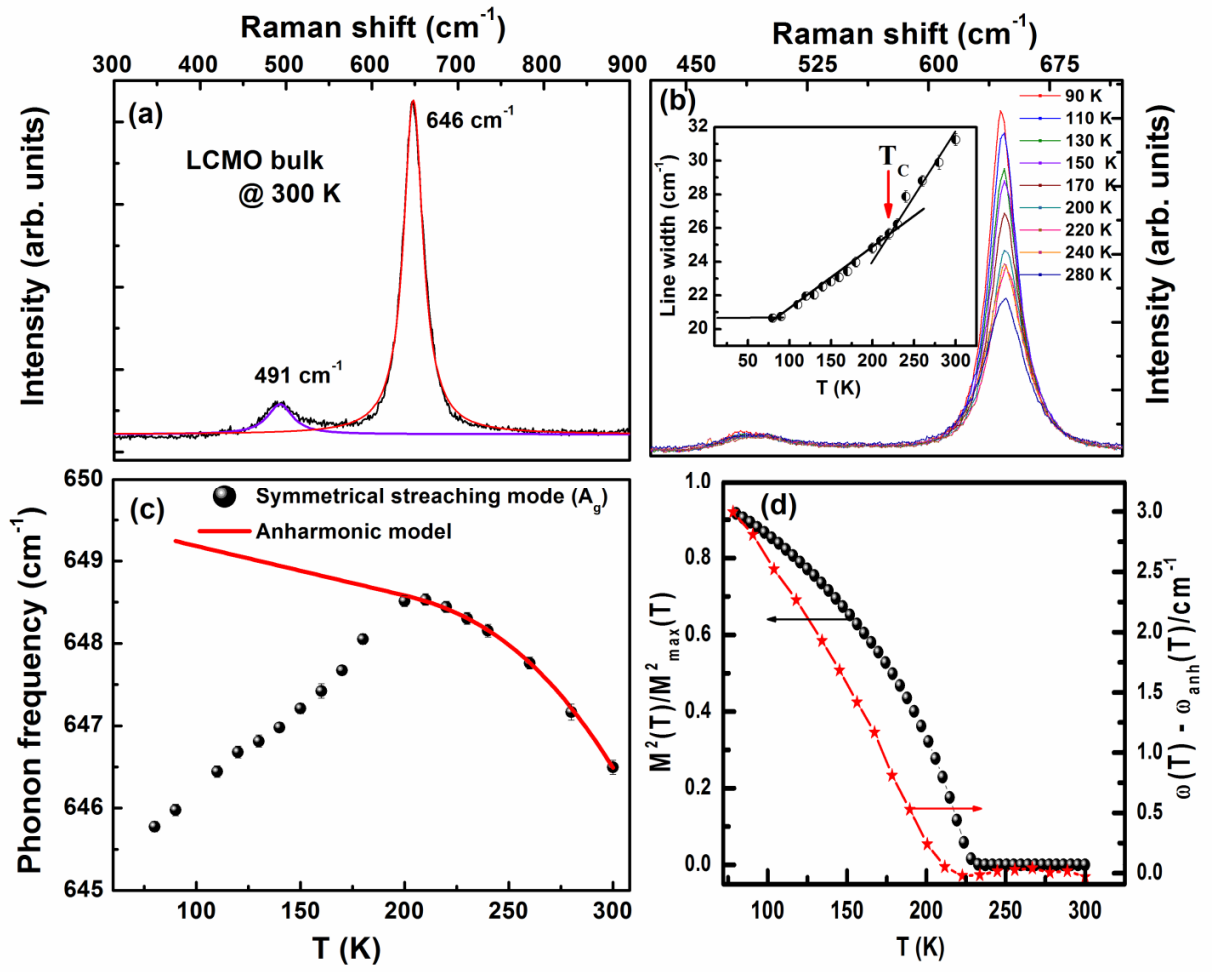 Raman shift (cm-1)
300 400 500 600 700 800 900
(a)
646 cm-1
LCMO bulk
@ 300 K
491 cm-1
Intensity (arb. units)
Raman shift (cm-1)
450 525 600 675
(b)
90 K
110 K
130 K
150 K
170 K
200 K
220 K
240 K
280 K
TC
Line width (cm-1)
32
30
28
26
24
22
20
50 100 150 200 250 300
T (K)
Intensity (arb. units)
(c)
Symmetrical streaching mode (Ag)
Anharmonic model
Phonon frequency (cm-1)
650
649
648
647
646
645
100 150 200 250 300
T (K)
(d)
M2(T)/M2max(T)
1.0
0.8
0.6
0.4
0.2
0.0
3.0
2.5
2.0
1.5
1.0
0.5
0.0
ω(T) - ωanh(T)/cm-1
100 150 200 250 300
T (K)